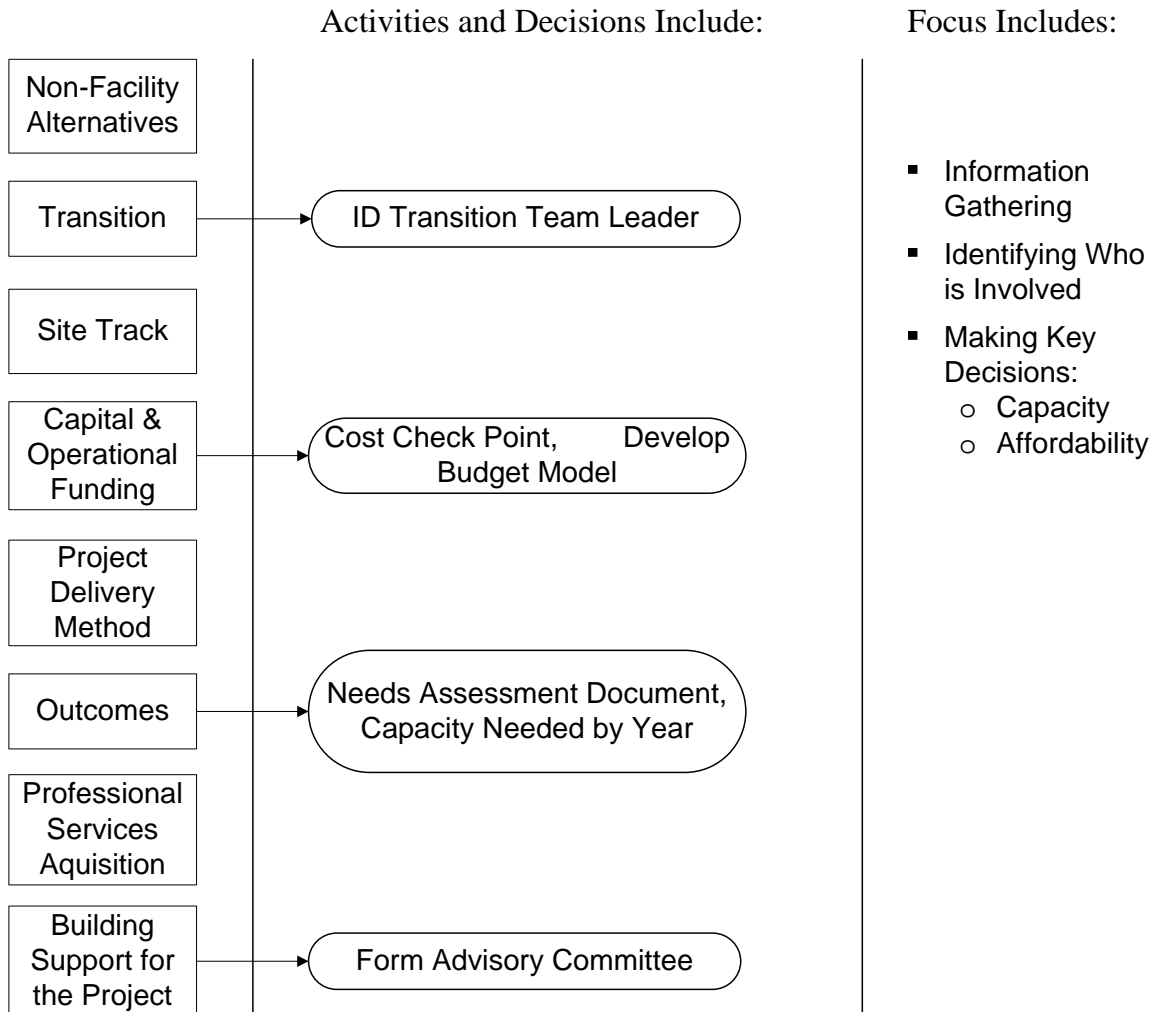 Activities and Decisions Include:
Focus Includes:
Non-Facility
Alternatives
Transition
ID Transition Team Leader
Site Track
Capital &
Operational
Funding
Cost Check Point, Develop
Budget Model
Project
Delivery
Method
Outcomes
Needs Assessment Document,
Capacity Needed by Year
Professional
Services
Aquisition
Building
Support for
the Project
Form Advisory Committee
▪ Information
Gathering
▪ Identifying Who
is Involved
▪ Making Key
Decisions:
o Capacity
o Affordability